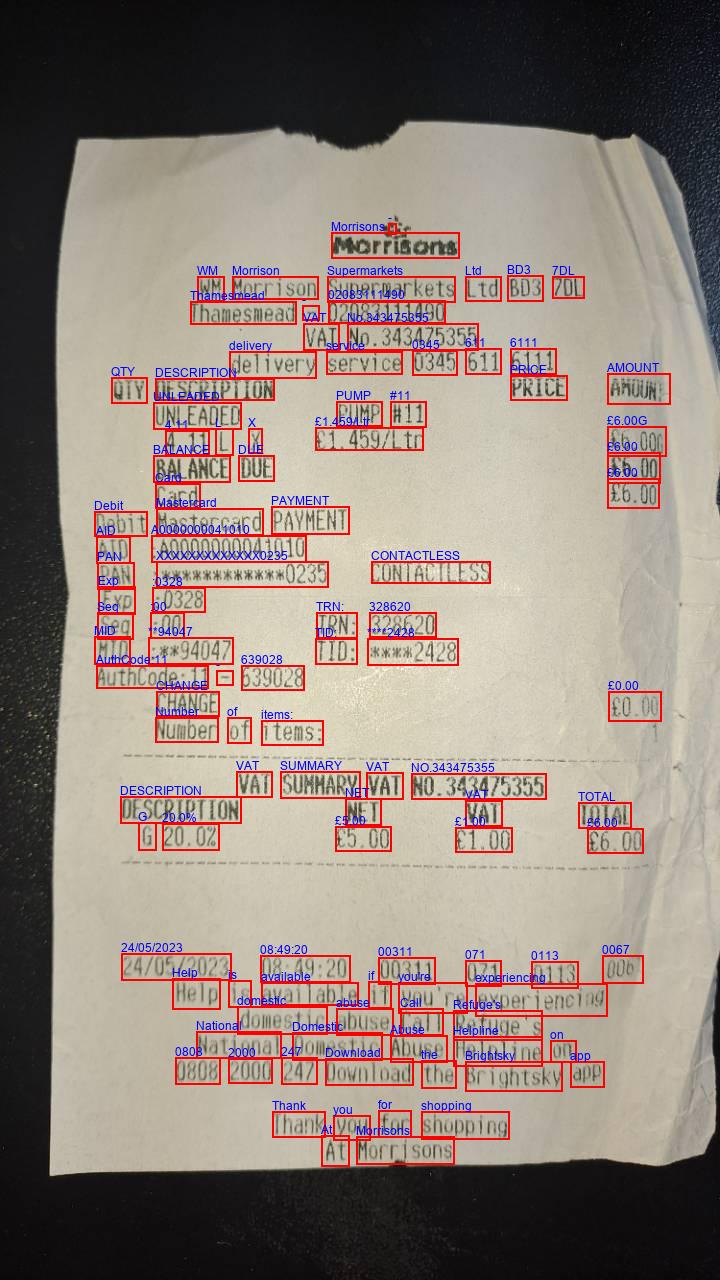 Morrisons
WM Morrison Supermarkets Ltd BD3 7DL
Thamesmead - 02083111490
VAT No.343475355
delivery service 0345 611 6111
QTY DESCRIPTION PRICE AMOUNT
UNLEADED PUMP #11
4.11 L X £1.459/Ltr £6.00G
BALANCE DUE £6.00
Card £6.00
Debit Mastercard PAYMENT
AID :A0000000041010
PAN :************0235 CONTACTLESS
Exp :0328
Seq :00 TRN: 328620
MID :**94047 TID: ****2428
AuthCode:11 - 639028
CHANGE £0.00
Number of items: 1
VAT SUMMARY VAT NO.343475355
DESCRIPTION NET VAT TOTAL
G 20.0% £5.00 £1.00 £6.00
24/05/2023 08:49:20 00311 071 0113 0067
Help is available if you're experiencing
domestic abuse Call Refuge's
National Domestic Abuse Helpline on
0808 2000 247 Download the Brightsky app
Thank you for shopping
At Morrisons